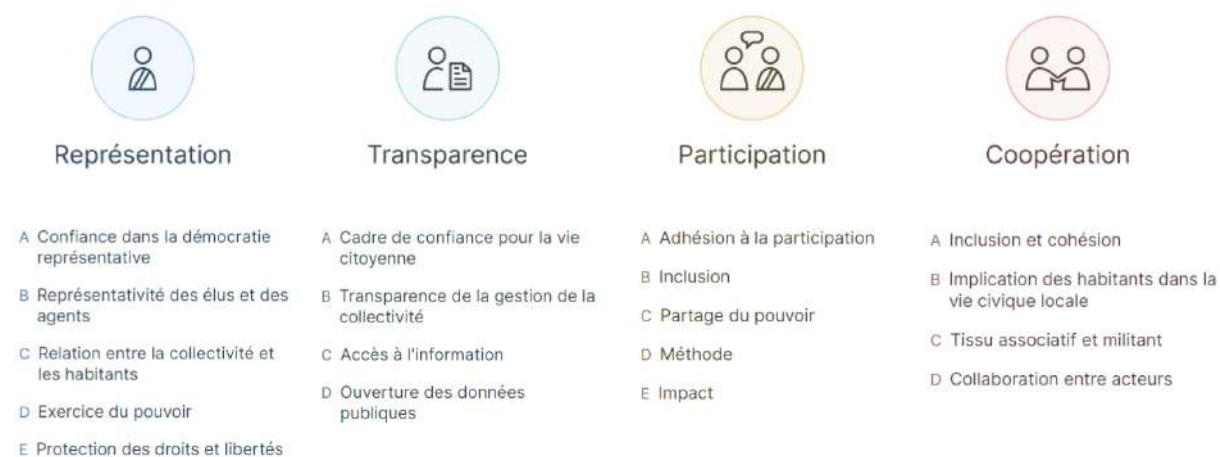 Représentation
A Confiance dans la démocratie
représentative
B Représentativité des élus et des
agents
C Relation entre la collectivité et
les habitants
D Exercice du pouvoir
E Protection des droits et libertés
Transparence
A Cadre de confiance pour la vie
citoyenne
B Transparence de la gestion de la
collectivité
C Accès à l'information
D Ouverture des données
publiques
Participation
A Adhésion à la participation
B Inclusion
C Partage du pouvoir
D Méthode
E Impact
Coopération
A Inclusion et cohésion
B Implication des habitants dans la
vie civique locale
C Tissu associatif et militant
D Collaboration entre acteurs